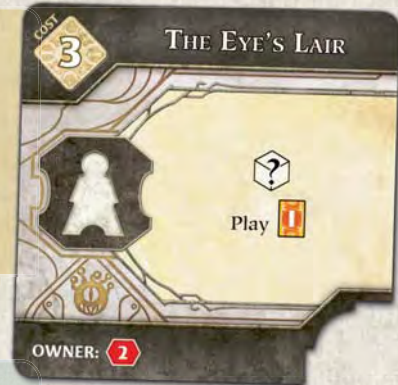 COST
3
THE EYE'S LAIR
?
Play
OWNER: 2